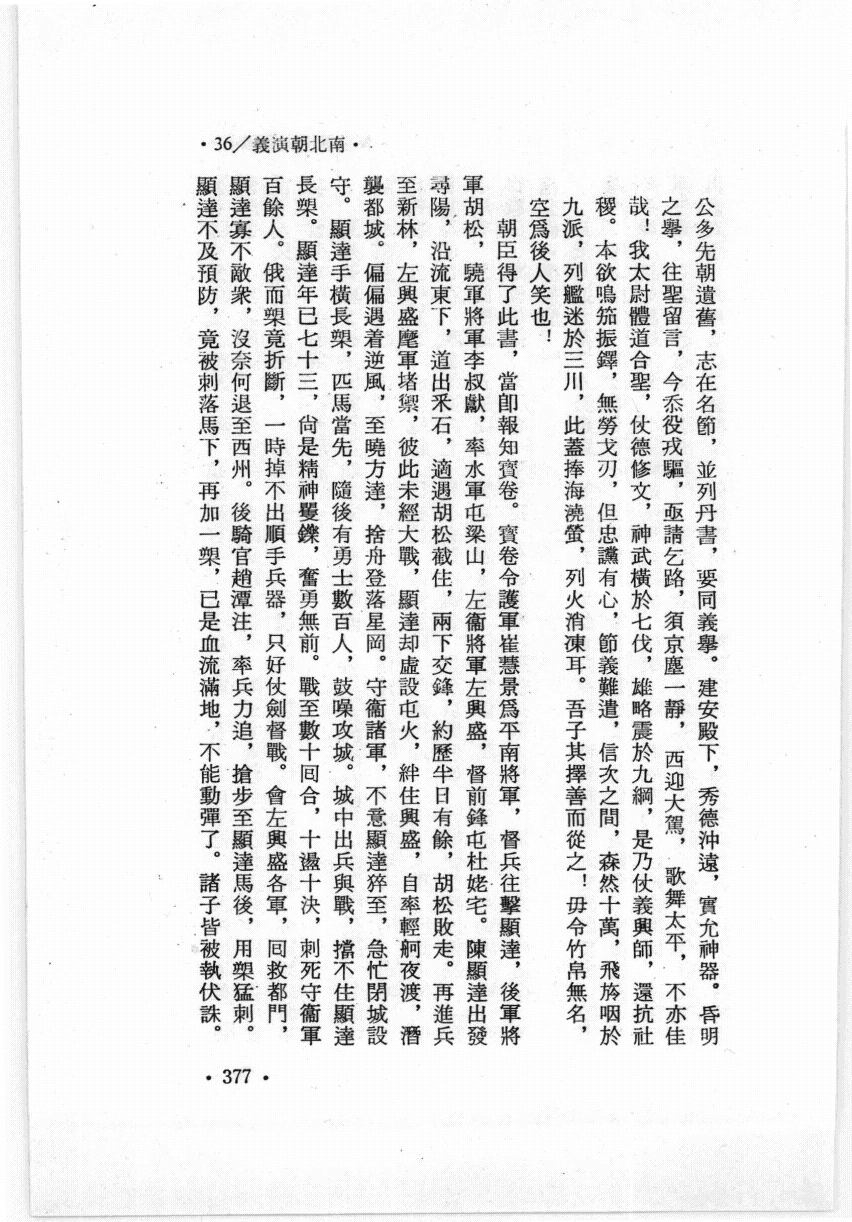 •36/義演朝北南•
公多先朝遺舊，志在名節，並列丹書，要同義舉。建安殿下，秀德沖遠，實允神器。昏明
之舉，往聖留言，今忝役戎驅，亟請乞路，須京塵一靜，西迎大駕，歌舞太平，不亦佳
哉！我太尉體道合聖，仗德修文，神武橫於七伐，雄略震於九綱，是乃仗義興師，還抗社
稷。本欲鳴笳振鐸，無勞戈刃，但忠讜有心，節義難遣，信次之間，森然十萬，飛旍咽於
九派，列艦迷於三川，此蓋捧海澆螢，列火消凍耳。吾子其擇善而從之！毋令竹帛無名，
空爲後人笑也！
朝臣得了此書，當卽報知寶卷。寶卷令護軍崔慧景爲平南將軍，督兵往擊顯達，後軍將
軍胡松，驍軍將軍李叔獻，率水軍屯梁山，左衞將軍左興盛，督前鋒屯杜姥宅。陳顯達出發
尋陽，沿流東下，道出釆石，適遇胡松截住，兩下交鋒，約歷半日有餘，胡松敗走。再進兵
至新林，左興盛麾軍堵禦，彼此未經大戰，顯達却虛設屯火，絆住興盛，自率輕舸夜渡，潛
襲都城。偏偏遇着逆風，至曉方達，捨舟登落星岡。守衞諸軍，不意顯達猝至，急忙閉城設
守。顯達手橫長槊，匹馬當先，隨後有勇士數百人，鼓噪攻城。城中出兵與戰，擋不住顯達
長槊。顯達年已七十三，尙是精神矍鑠，奮勇無前。戰至數十囘合，十盪十決，刺死守衞軍
百餘人。俄而槊竟折斷，一時掉不出順手兵器，只好仗劍督戰。會左興盛各軍，囘救都門，
顯達寡不敵衆，沒奈何退至西州。後騎官趙潭注，率兵力追，搶步至顯達馬後，用槊猛刺。
顯達不及預防，竟被刺落馬下，再加一槊，已是血流滿地，不能動彈了。諸子皆被執伏誅。
•377•